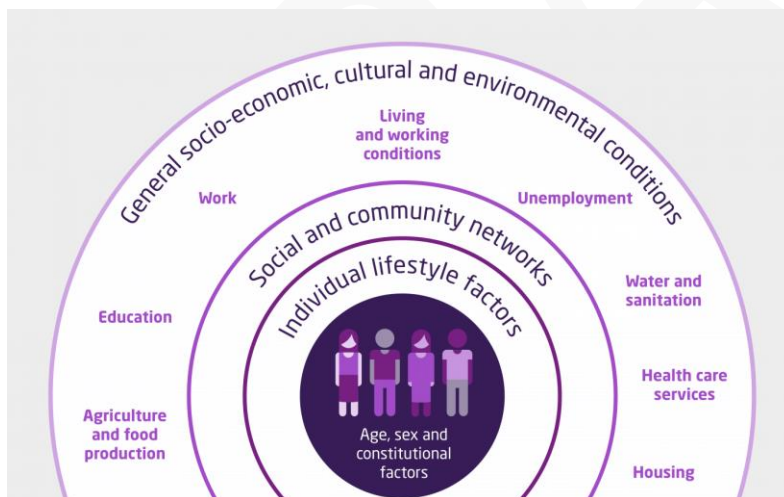 General socio-economic, cultural and environmental conditions
Living
and working
conditions
Work
Unemployment
Social and community networks
Individual lifestyle factors
Education
Water and
sanitation
Agriculture
and food
production
Health care
services
Age, sex and
constitutional
factors
Housing